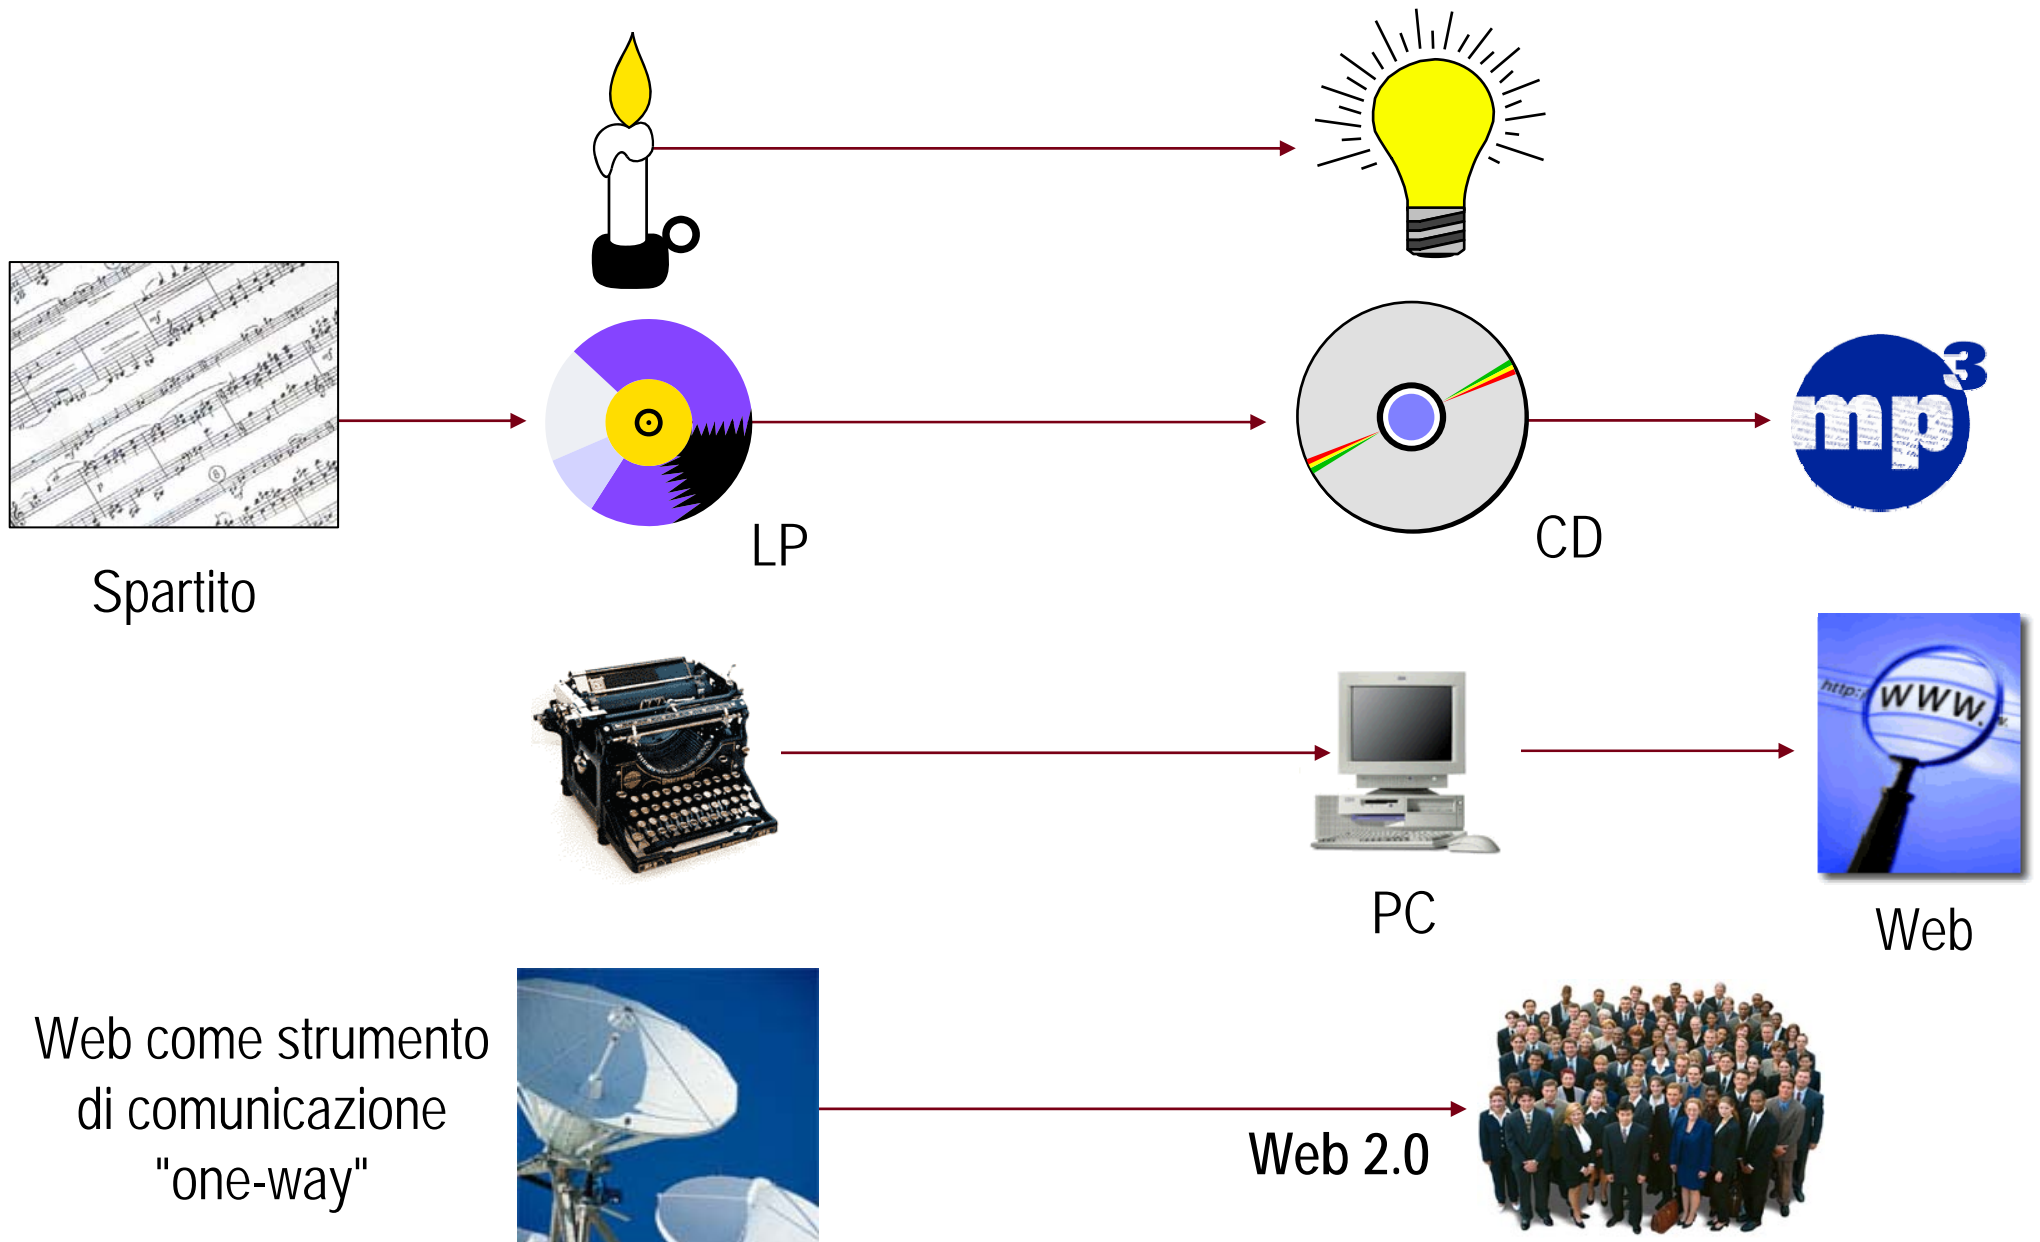 mp3
LP
CD
Spartito
http:
www.
PC
Web
Web come strumento
di comunicazione
"one-way"
Web 2.0